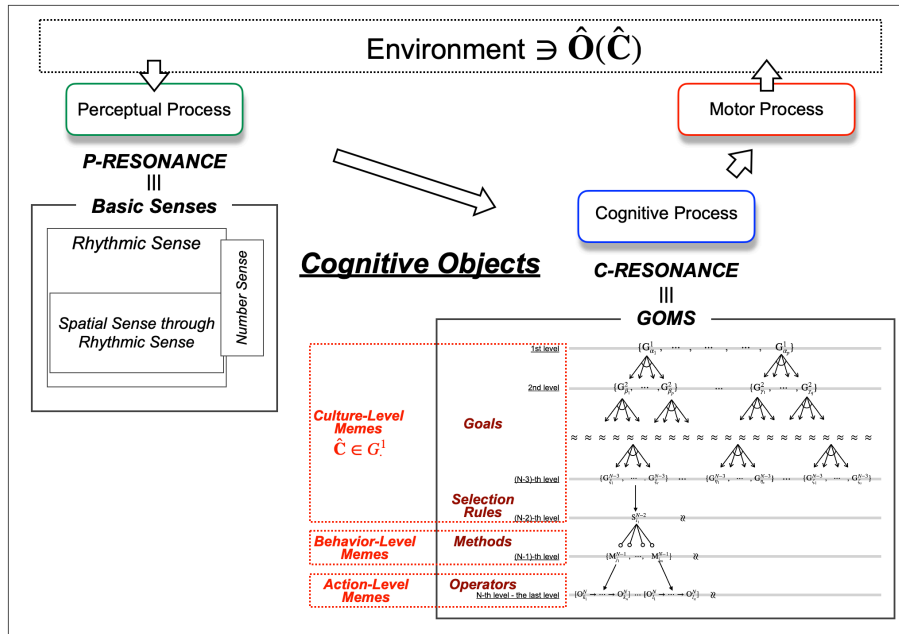 Environment ∋ Ô(Ĉ)
Perceptual Process
Motor Process
P-RESONANCE
≡
Basic Senses
Rhythmic Sense
Number Sense
Spatial Sense through
Rhythmic Sense
Cognitive Process
Cognitive Objects
C-RESONANCE
≡
GOMS
Culture-Level
Memes
Ĉ ∈ G.¹
Goals
Selection
Rules
Behavior-Level
Memes
Methods
Action-Level
Memes
Operators
1st level
2nd level
(N-3)-th level
(N-2)-th level
(N-1)-th level
N-th level - the last level